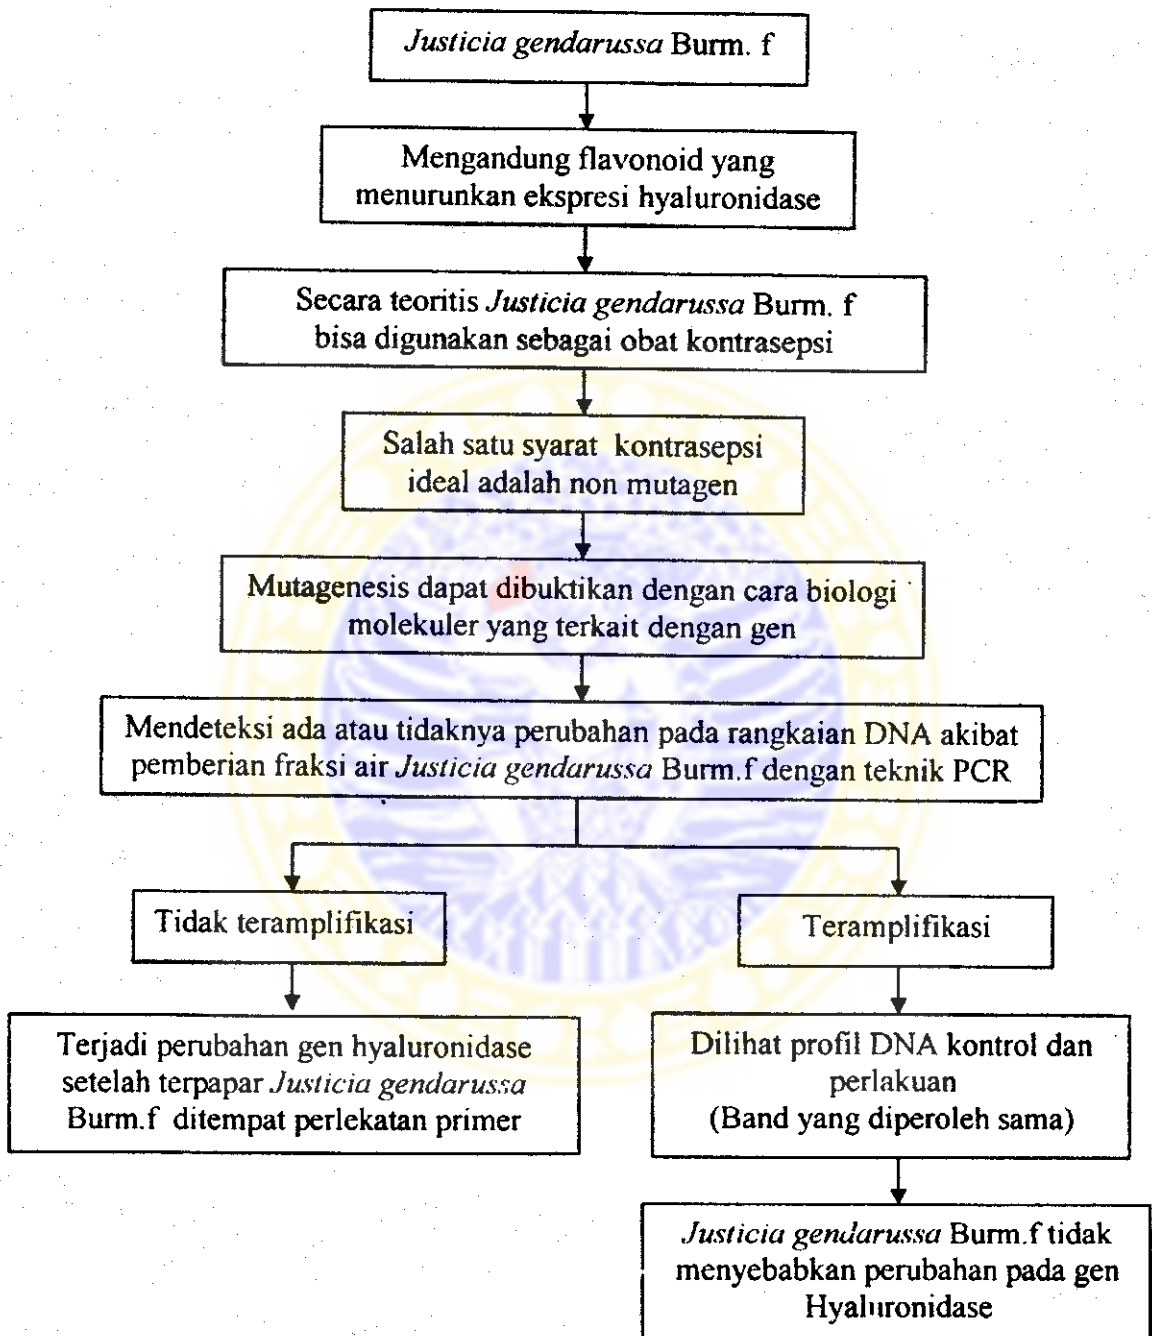 Justicia gendarussa Burm. f
Mengandung flavonoid yang
menurunkan ekspresi hyaluronidase
Secara teoritis Justicia gendarussa Burm. f
bisa digunakan sebagai obat kontrasepsi
Salah satu syarat kontrasepsi
ideal adalah non mutagen
Mutagenesis dapat dibuktikan dengan cara biologi
molekuler yang terkait dengan gen
Mendeteksi ada atau tidaknya perubahan pada rangkaian DNA akibat
pemberian fraksi air Justicia gendarussa Burm.f dengan teknik PCR
Tidak teramplifikasi
Terjadi perubahan gen hyaluronidase
setelah terpapar Justicia gendarussa
Burm.f ditempat perlekatan primer
Teramplifikasi
Dilihat profil DNA kontrol dan
perlakuan
(Band yang diperoleh sama)
Justicia gendarussa Burm.f tidak
menyebabkan perubahan pada gen
Hyaluronidase